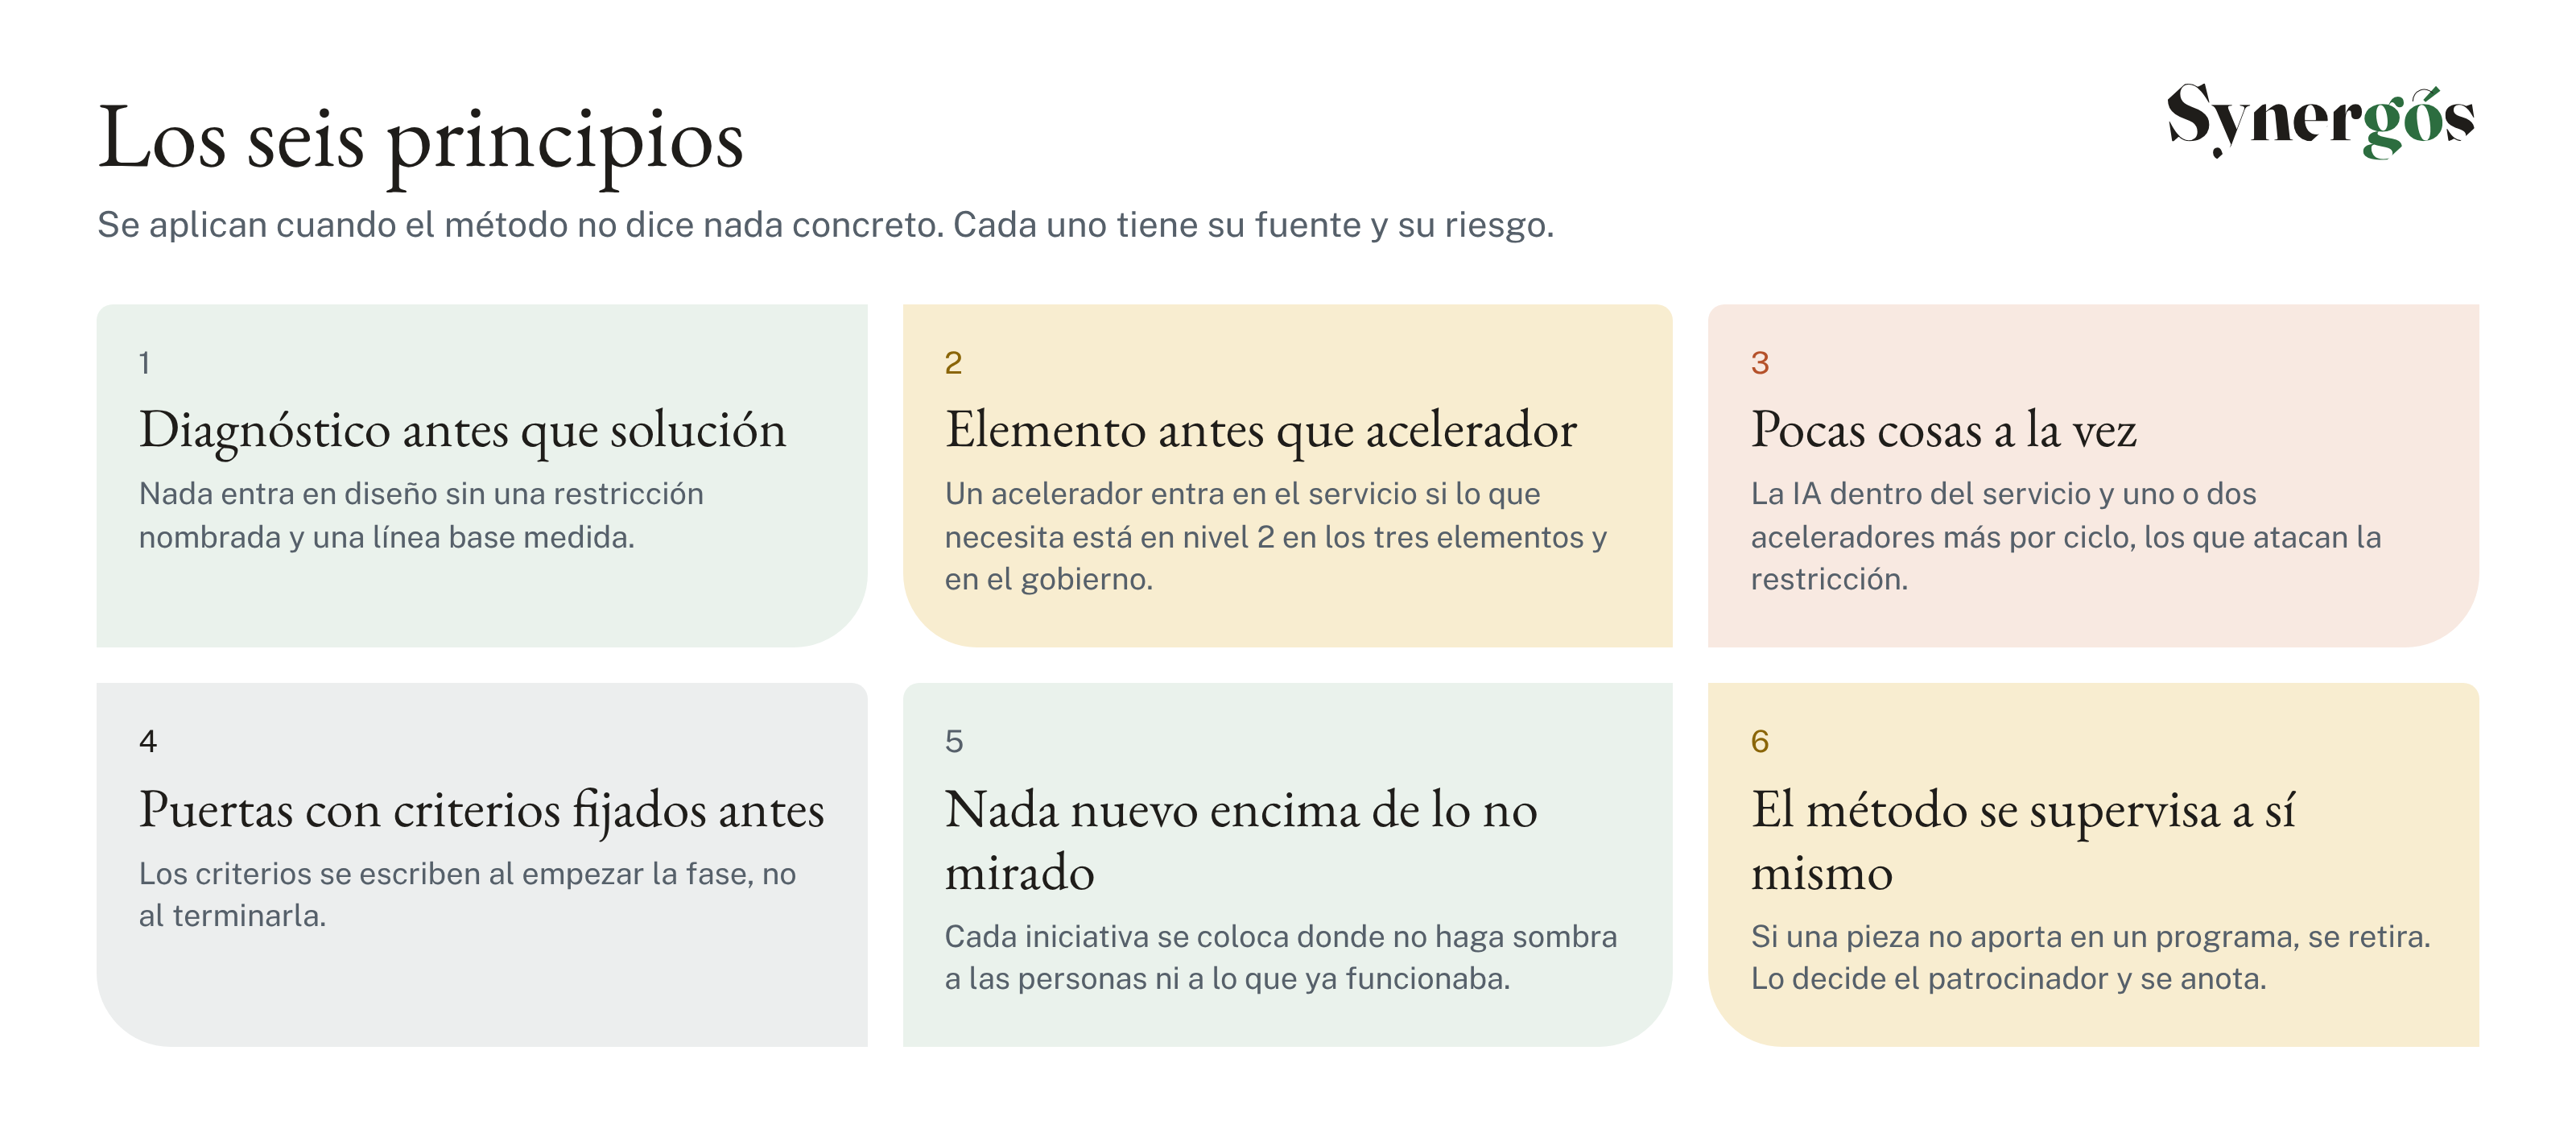 Los seis principios
Synergós
Se aplican cuando el método no dice nada concreto. Cada uno tiene su fuente y su riesgo.
1
Diagnóstico antes que solución
Nada entra en diseño sin una restricción
nombrada y una línea base medida.
2
Elemento antes que acelerador
Un acelerador entra en el servicio si lo que
necesita está en nivel 2 en los tres elementos y
en el gobierno.
3
Pocas cosas a la vez
La IA dentro del servicio y uno o dos
aceleradores más por ciclo, los que atacan la
restricción.
4
Puertas con criterios fijados antes
Los criterios se escriben al empezar la fase, no
al terminarla.
5
Nada nuevo encima de lo no
mirado
Cada iniciativa se coloca donde no haga sombra
a las personas ni a lo que ya funcionaba.
6
El método se supervisa a sí
mismo
Si una pieza no aporta en un programa, se retira.
Lo decide el patrocinador y se anota.